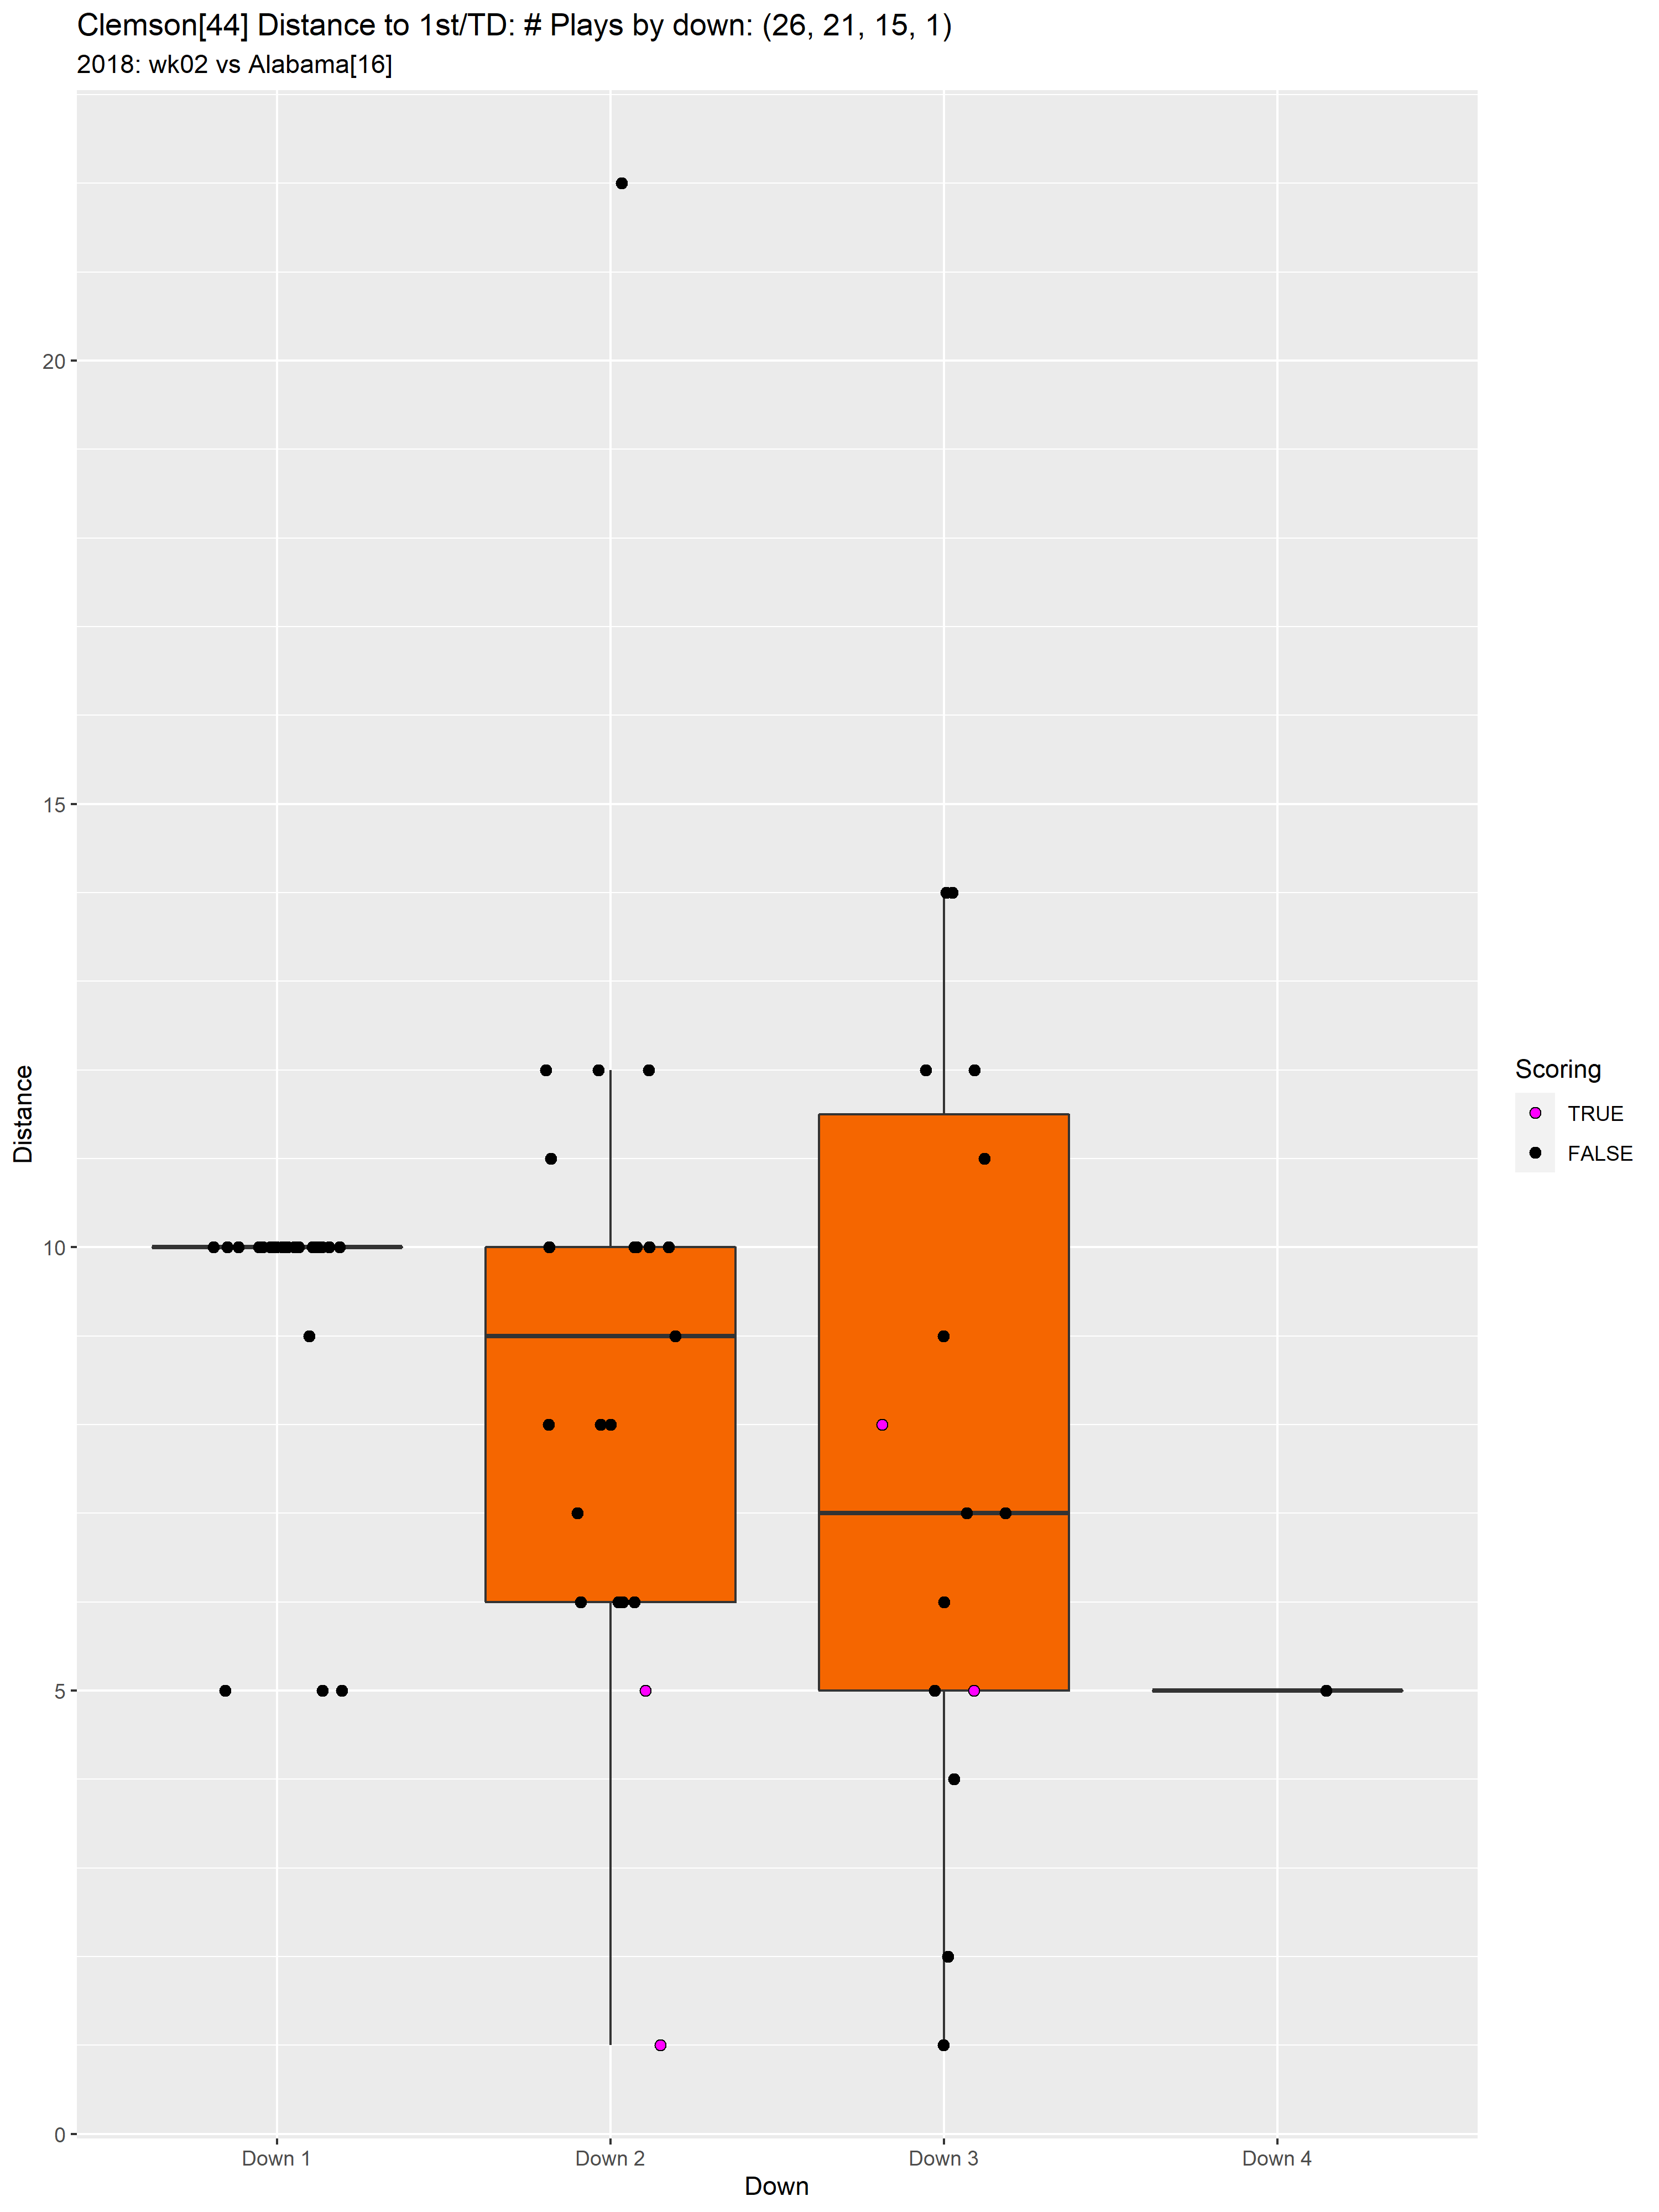 Clemson[44] Distance to 1st/TD: # Plays by down: (26, 21, 15, 1)
2018: wk02 vs Alabama[16]
20
15
10
5
0
Distance
Down 1
Down 2
Down 3
Down 4
Down
Scoring
TRUE
FALSE